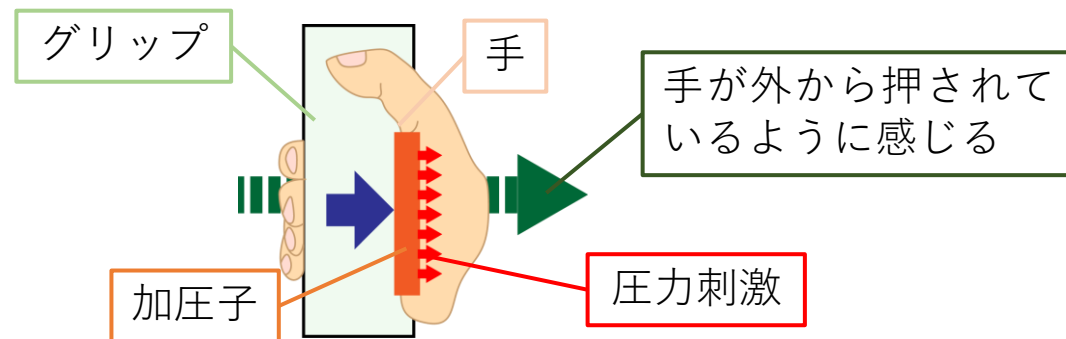 グリップ
手
手が外から押されて
いるように感じる
加圧子
圧力刺激